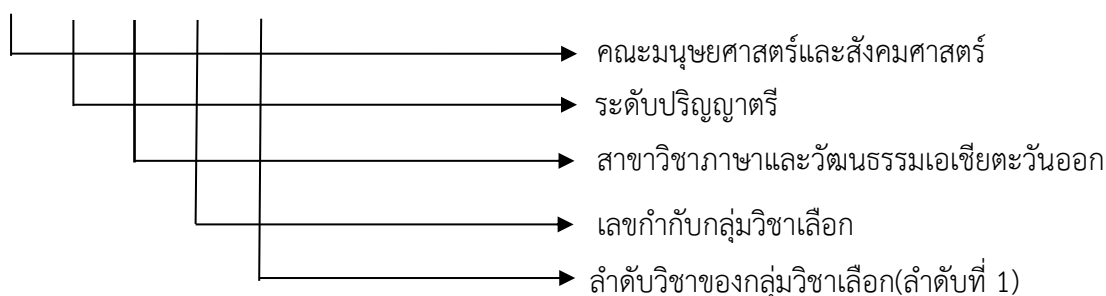 คณะมนุษยศาสตร์และสังคมศาสตร์
ระดับปริญญาตรี
สาขาวิชาภาษาและวัฒนธรรมเอเชียตะวันออก
เลขกำกับกลุ่มวิชาเลือก
ลำดับวิชาของกลุ่มวิชาเลือก(ลำดับที่ 1)